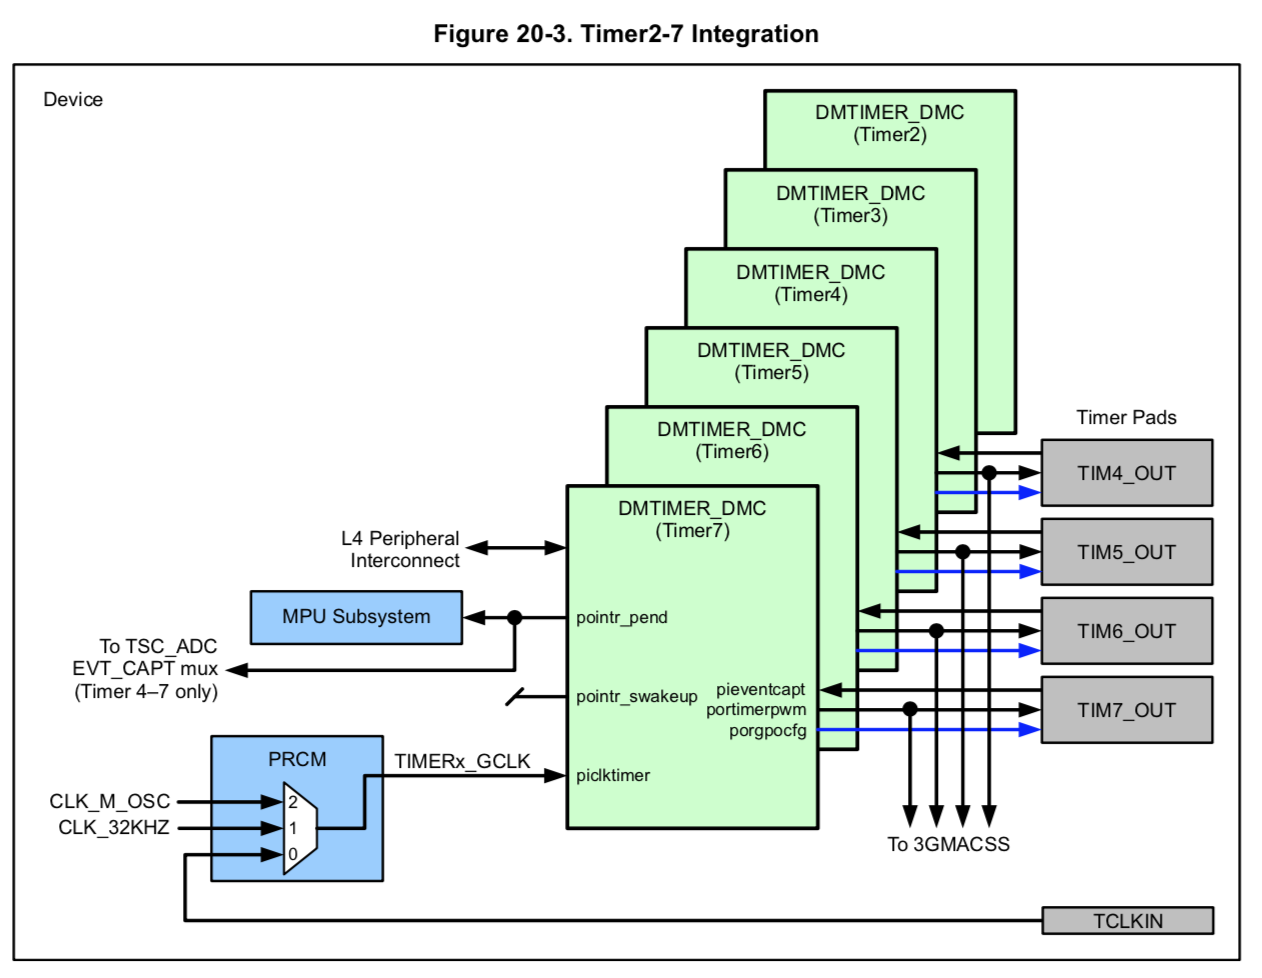 Figure 20-3. Timer2-7 Integration
Device
DMTIMER_DMC
(Timer2)
DMTIMER_DMC
(Timer3)
DMTIMER_DMC
(Timer4)
DMTIMER_DMC
(Timer5)
DMTIMER_DMC
(Timer6)
DMTIMER_DMC
(Timer7)
Timer Pads
TIM4_OUT
TIM5_OUT
TIM6_OUT
TIM7_OUT
L4 Peripheral
Interconnect
MPU Subsystem
pointr_pend
To TSC_ADC
EVT_CAPT mux
(Timer 4–7 only)
pointr_swakeup
pieventcapt
portimerpwm
porgpocfg
PRCM
TIMERx_GCLK
piclktimer
CLK_M_OSC
2
CLK_32KHZ
1
0
To 3GMACSS
TCLKIN